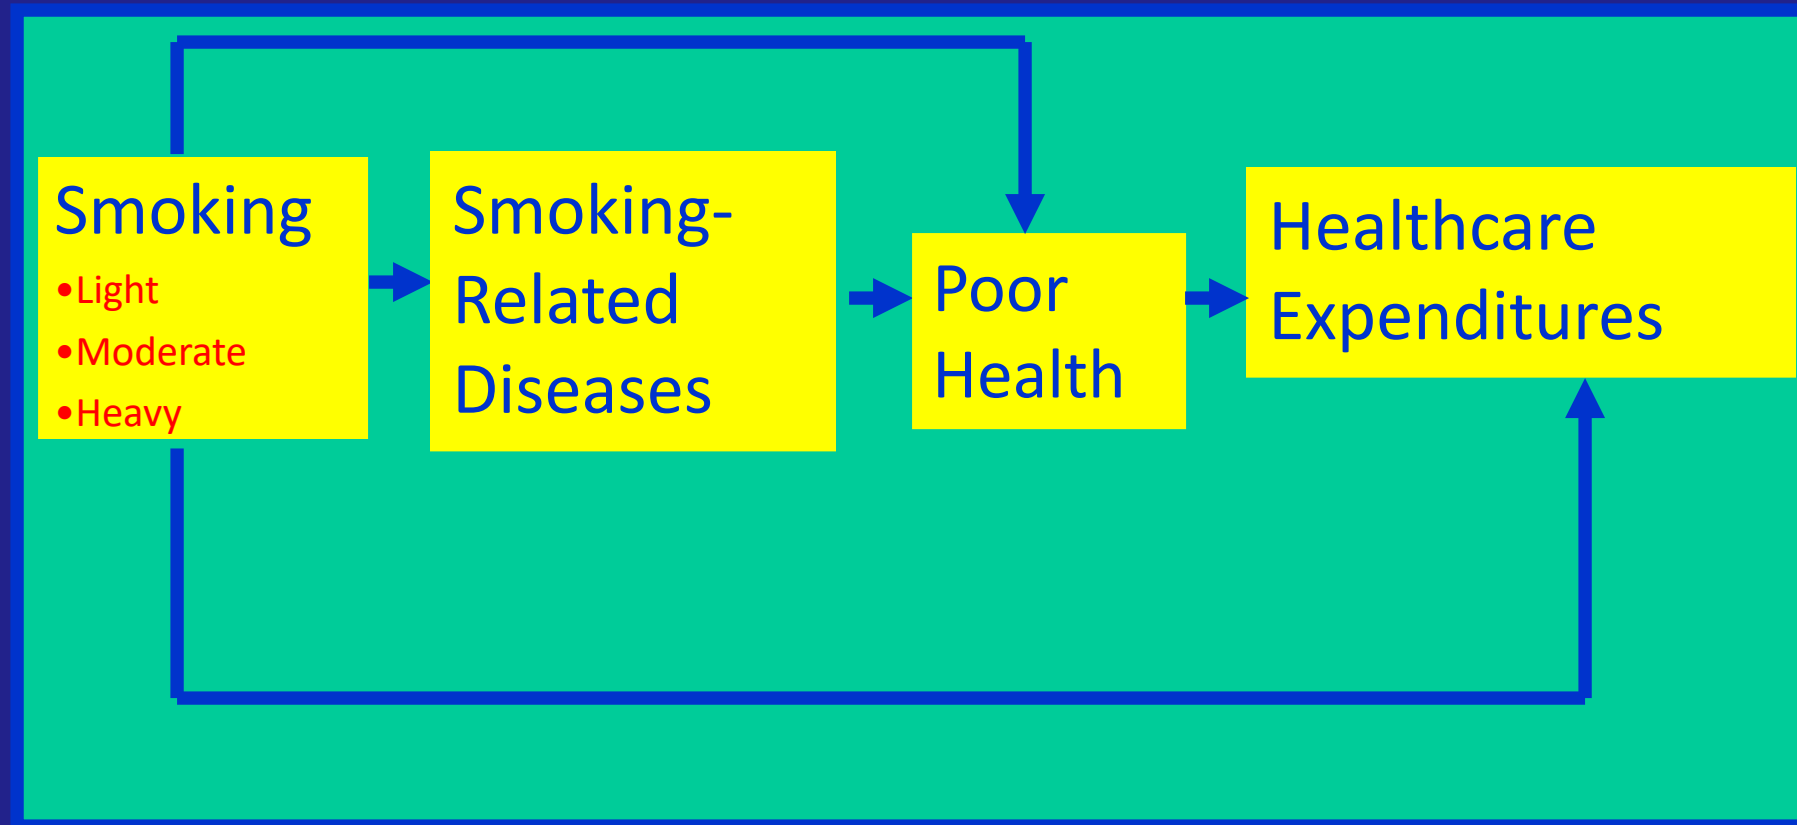 Smoking
•Light
•Moderate
•Heavy
Smoking-
Related
Diseases
Poor
Health
Healthcare
Expenditures